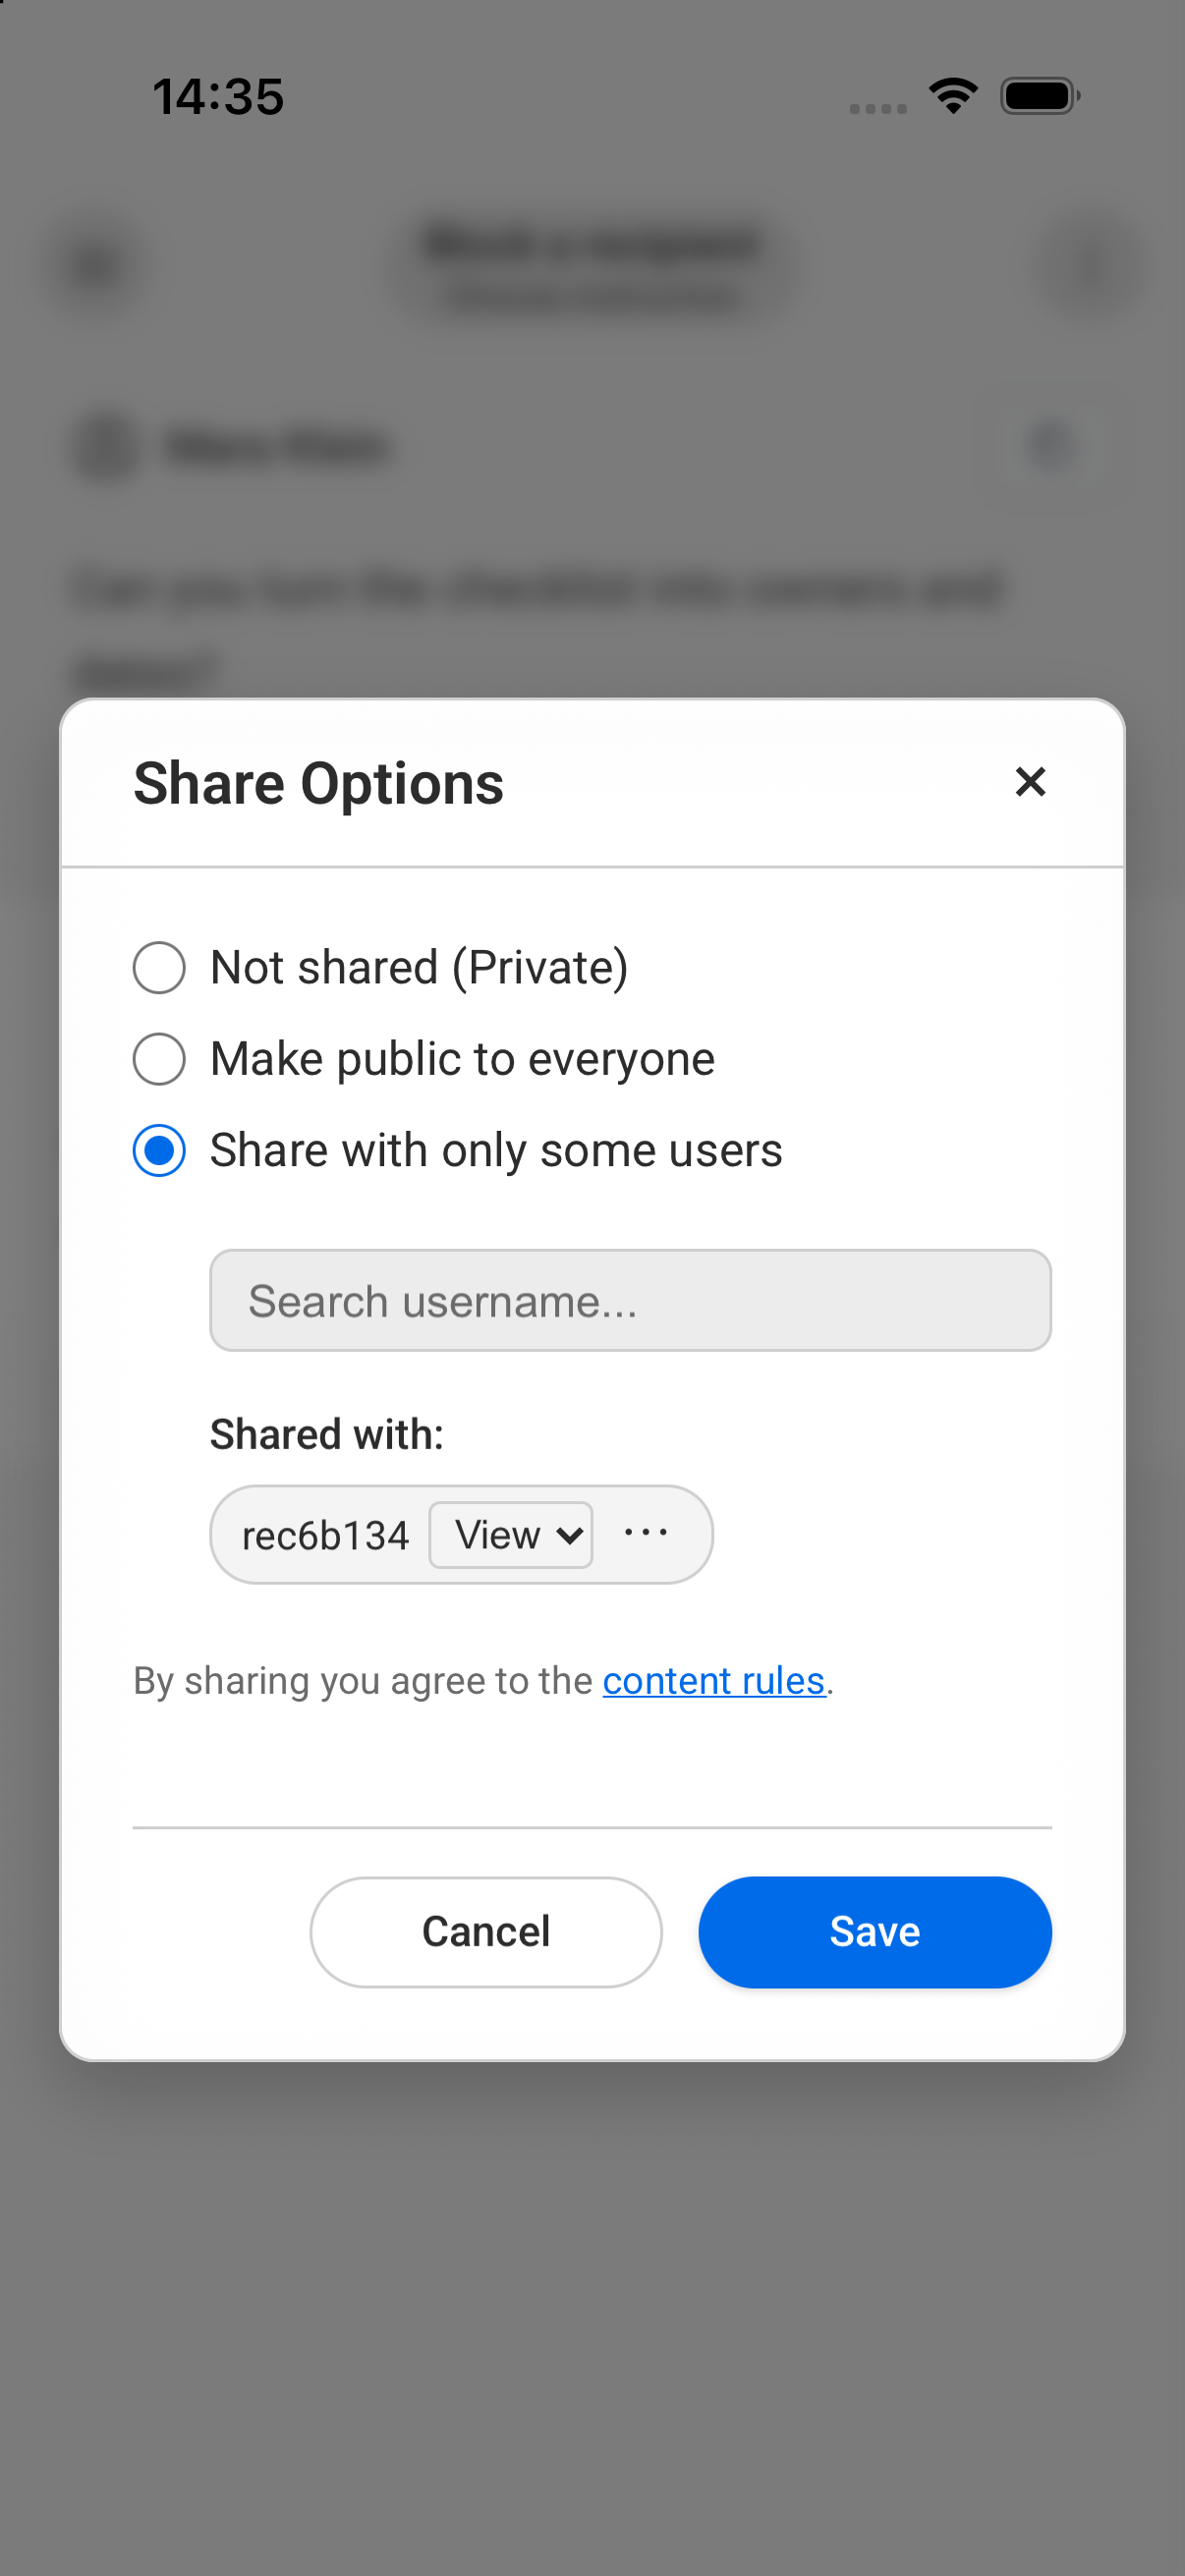 14:35
Share Options
Not shared (Private)
Make public to everyone
Share with only some users
Search username...
Shared with:
rec6b134 View ...
By sharing you agree to the content rules.
Cancel Save